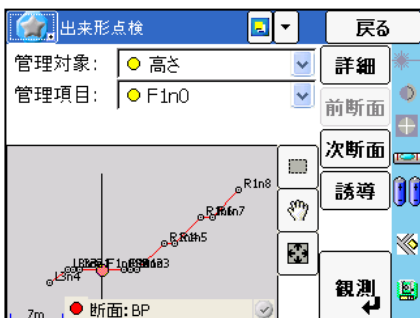 出来形点検
戻る
管理対象: 高さ
詳細
管理項目: F1n0
前断面
次断面
誘導
R1n8
L3n4
7m
断面:BP
観測